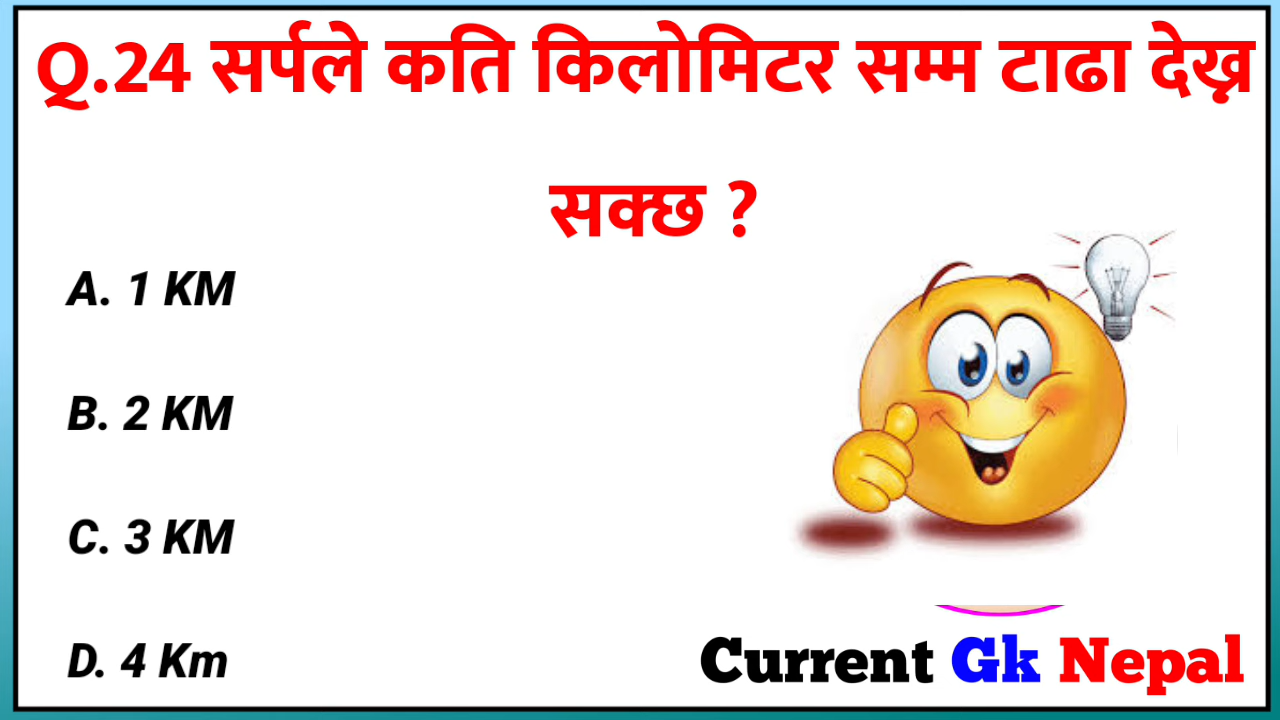 Q.24 सर्पले कति किलोमिटर सम्म टाढा देख्न
सक्छ ?
A. 1 KM
B. 2 KM
C. 3 KM
D. 4 Km
Current Gk Nepal